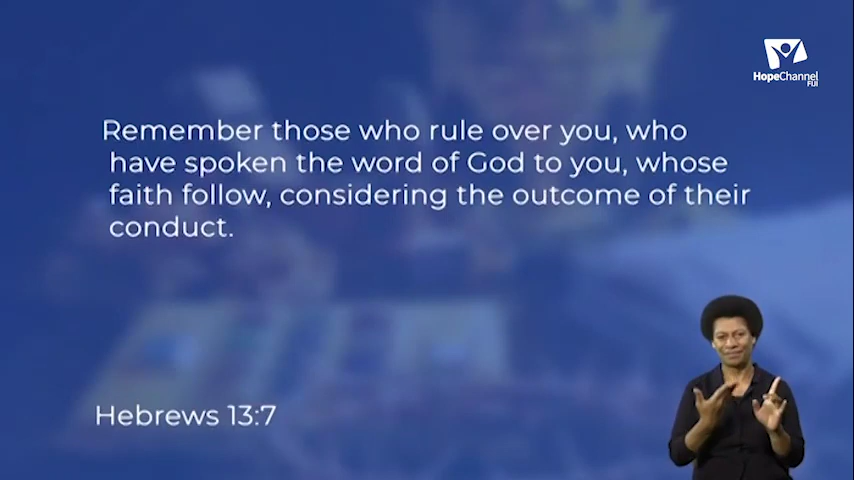 HopeChannel
FIJI
Remember those who rule over you, who
have spoken the word of God to you, whose
faith follow, considering the outcome of their
conduct.
Hebrews 13:7